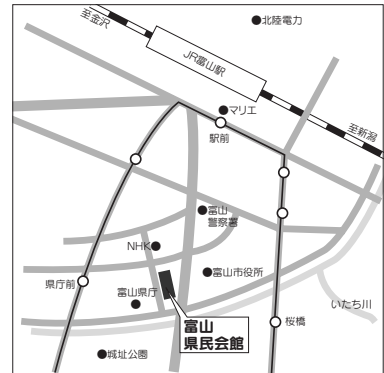 北陸電力
至金沢
JR富山駅
マリエ
駅前
至新潟
富山
警察署
NHK
富山市役所
県庁前
富山県庁
いたち川
富山
県民会館
桜橋
城址公園